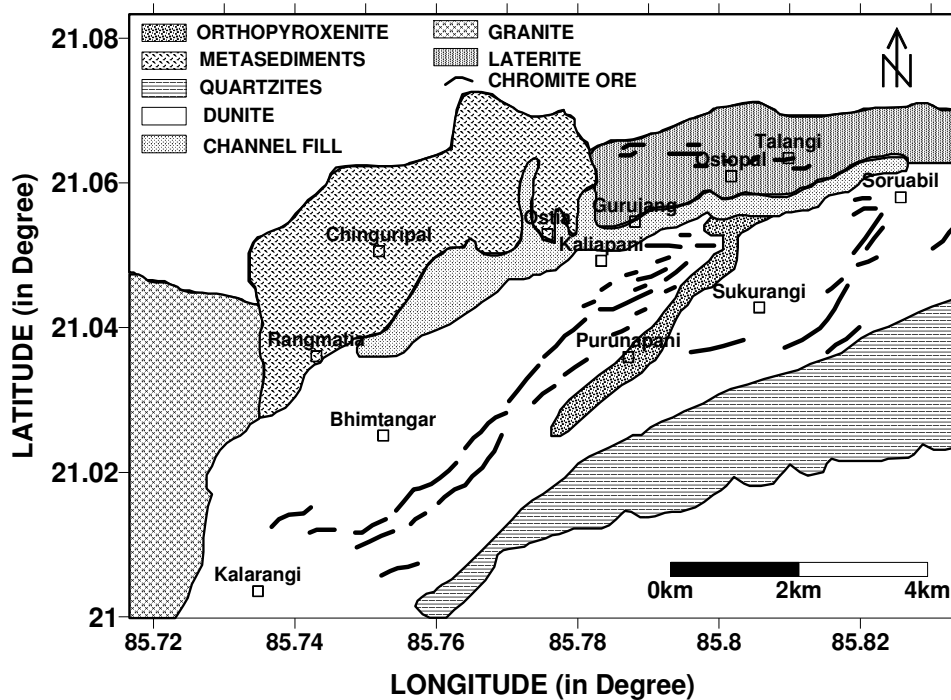 21.08
21.06
21.04
21.02
21
LATITUDE (in Degree)
ORTHOPYROXENITE
METASEDIMENTS
QUARTZITES
DUNITE
CHANNEL FILL
GRANITE
LATERITE
CHROMITE ORE
N
Talangi
Ostopal
Soruabil
Gurujang
Ostia
Kaliapani
Chinguripal
Sukurangi
Rangmatia
Purunapani
Bhimtangar
Kalarangi
0km 2km 4km
85.72 85.74 85.76 85.78 85.8 85.82
LONGITUDE (in Degree)